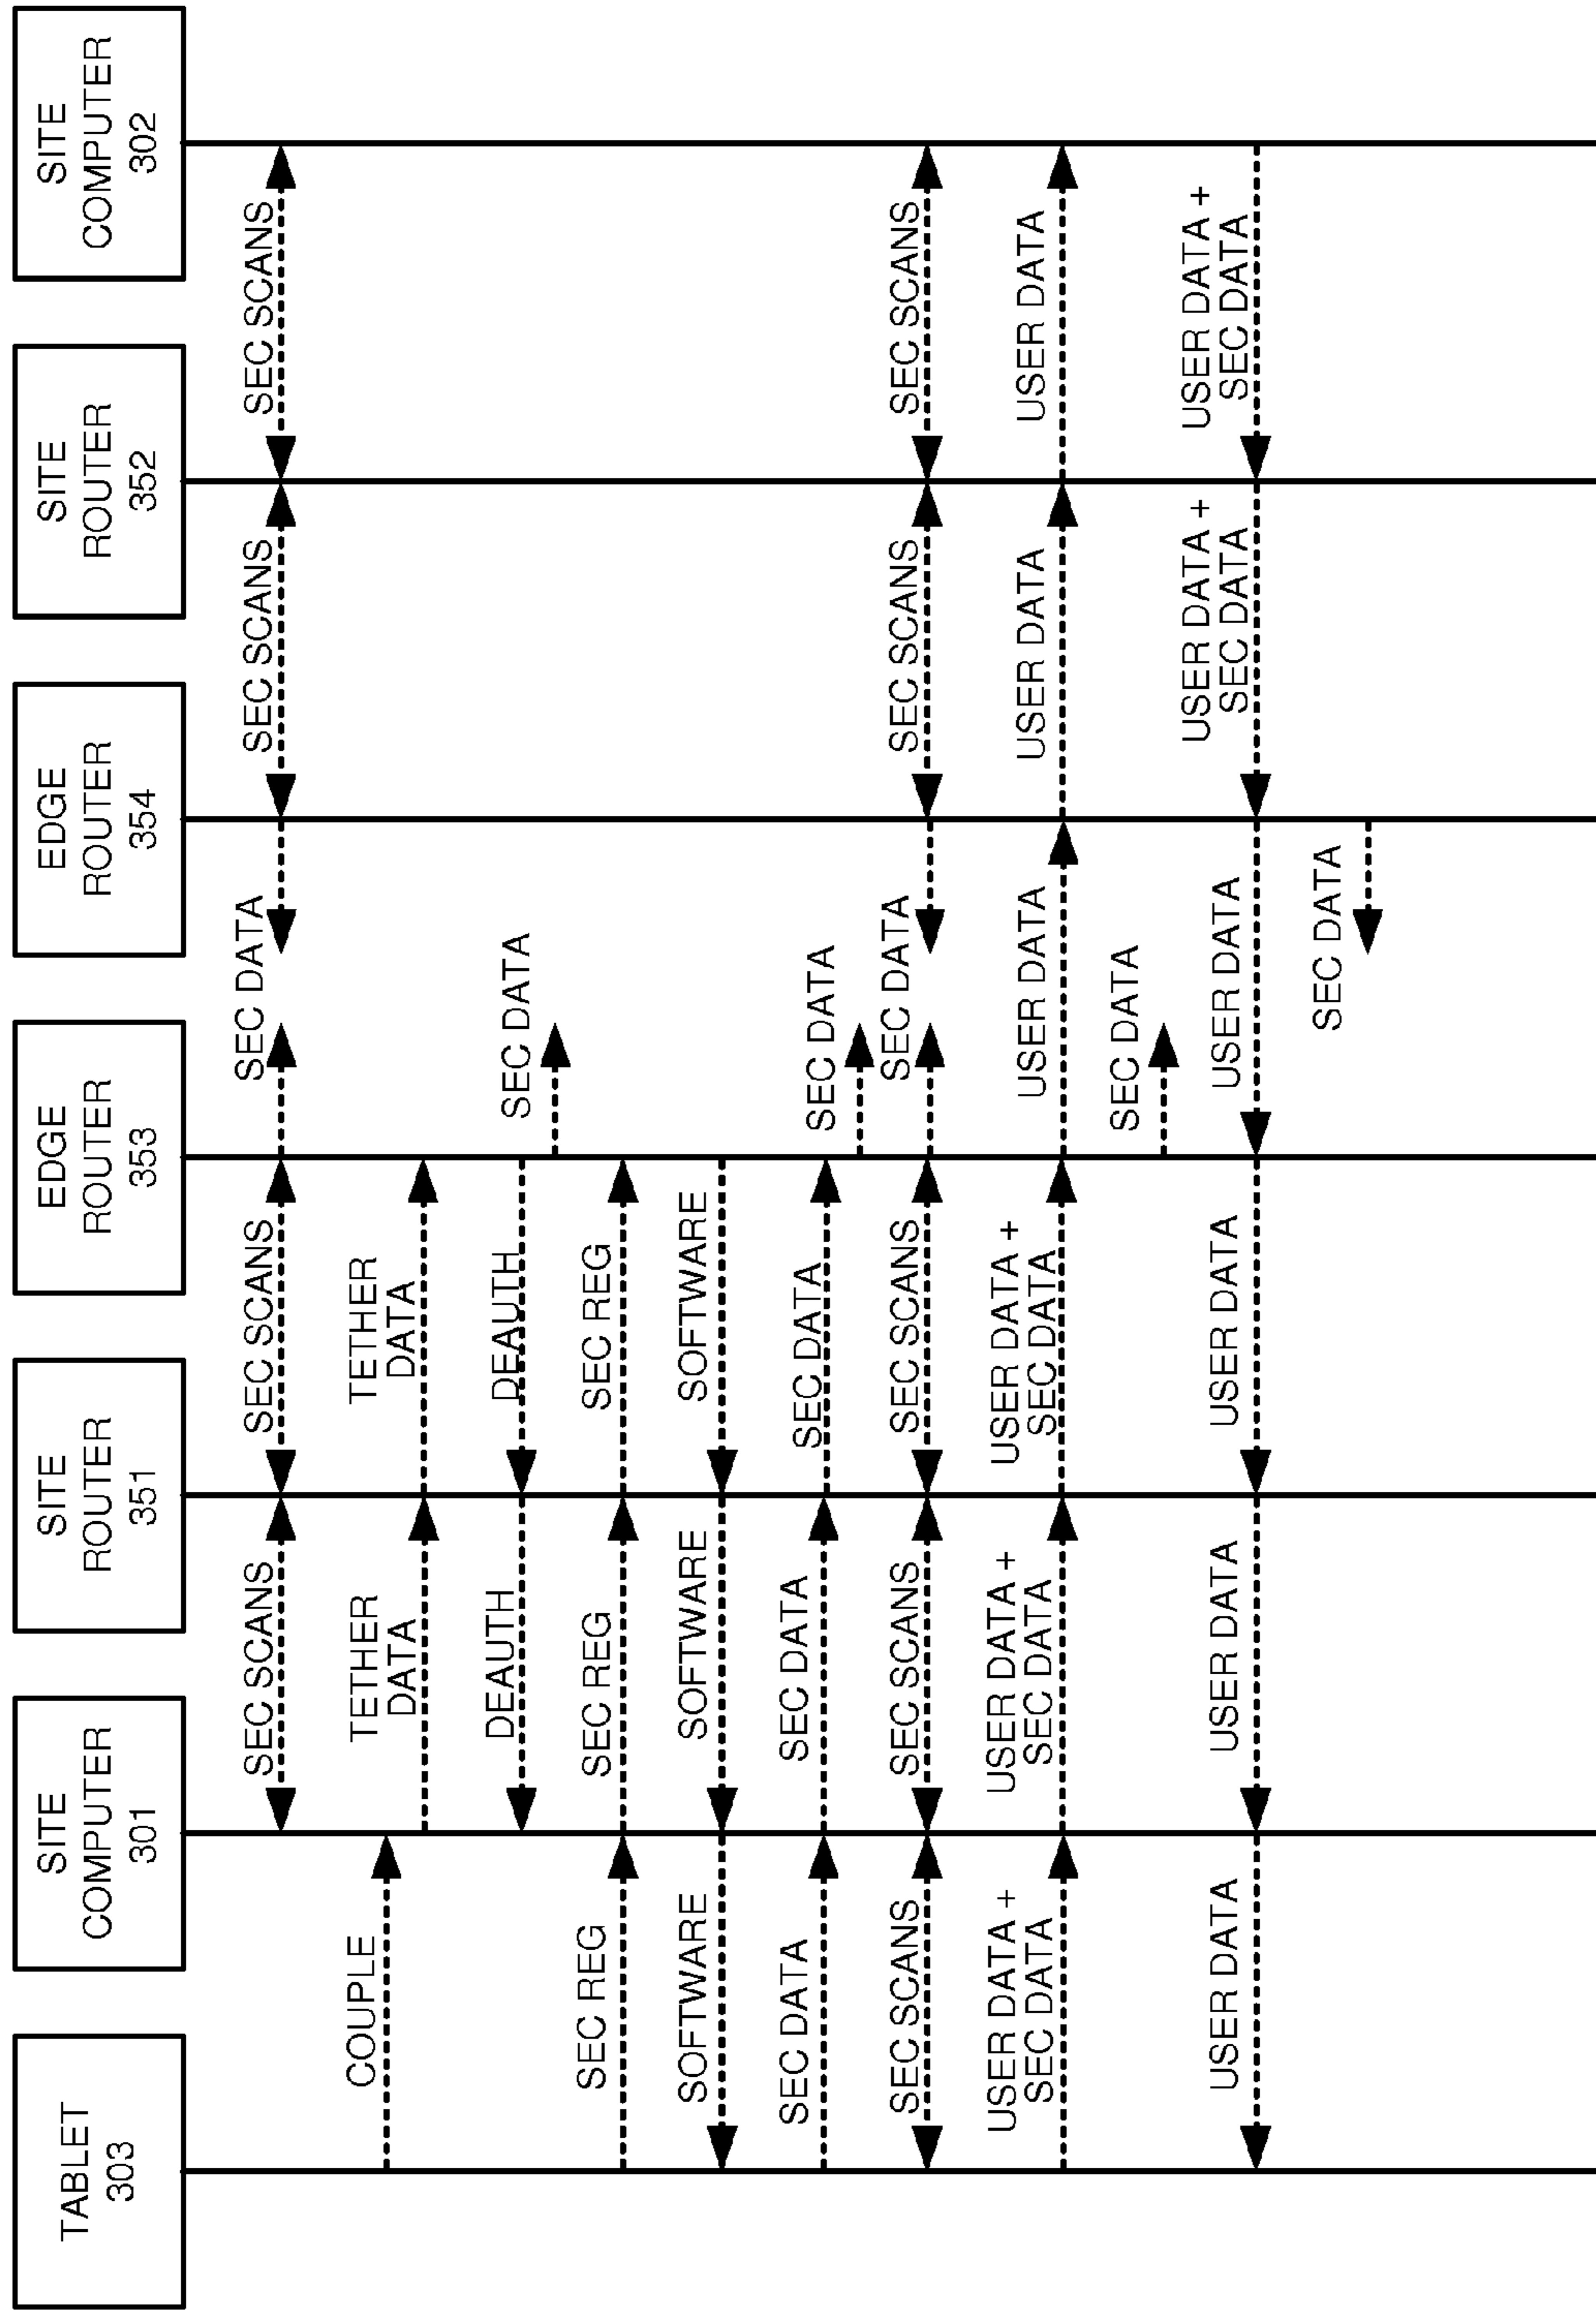 TABLET
303
SITE
COMPUTER
301
SITE
ROUTER
351
EDGE
ROUTER
353
EDGE
ROUTER
354
SITE
ROUTER
352
SITE
COMPUTER
302
SEC SCANS
SEC SCANS
SEC DATA
SEC SCANS
SEC SCANS
COUPLE
TETHER
DATA
TETHER
DATA
DEAUTH
DEAUTH
SEC DATA
SEC REG
SEC REG
SEC REG
SOFTWARE
SOFTWARE
SOFTWARE
SEC DATA
SEC DATA
SEC DATA
SEC DATA
SEC SCANS
SEC SCANS
SEC SCANS
SEC DATA
SEC SCANS
SEC SCANS
USER DATA +
SEC DATA
USER DATA +
SEC DATA
USER DATA +
SEC DATA
USER DATA
USER DATA
USER DATA
SEC DATA
USER DATA
USER DATA
USER DATA
USER DATA
USER DATA +
SEC DATA
USER DATA +
SEC DATA
SEC DATA